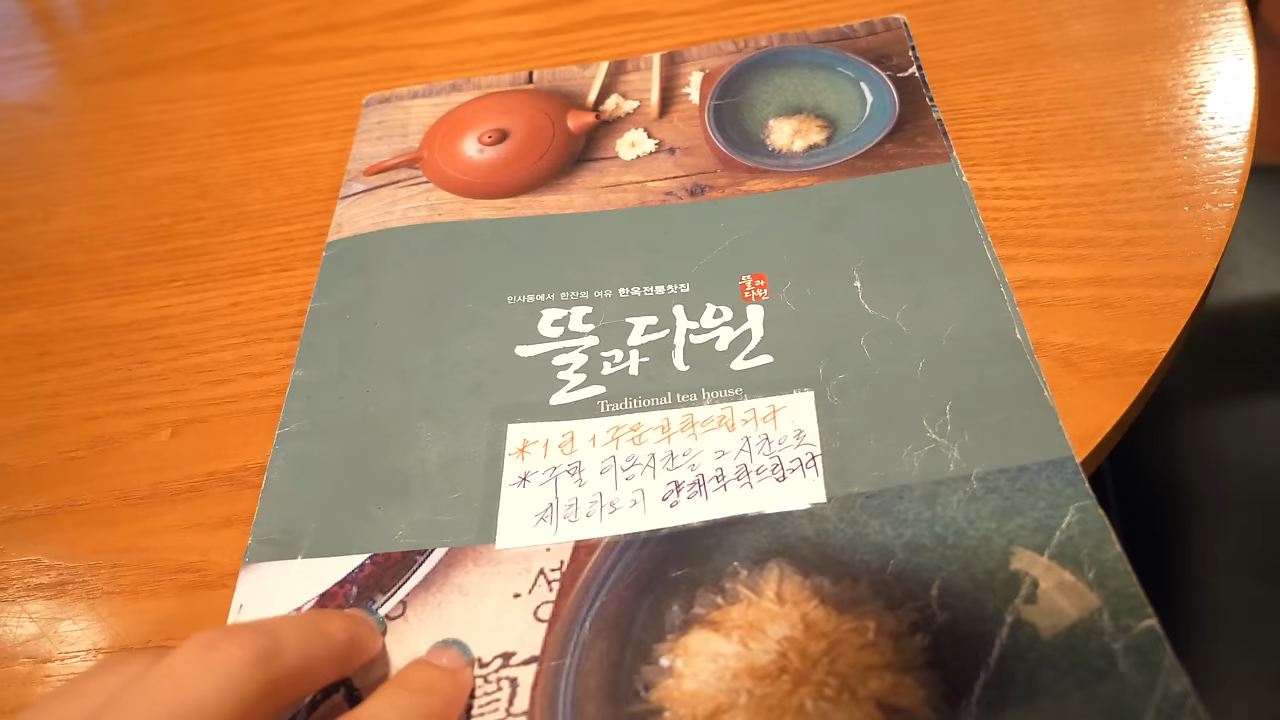 인사동에서 한잔의 여유 한옥전통찻집
뜰과
다원
뜰과다원
Traditional tea house
*1인 1주문 부탁드립니다
*주말 이용시간을 2시간으로
제한하오니 양해부탁드립니다